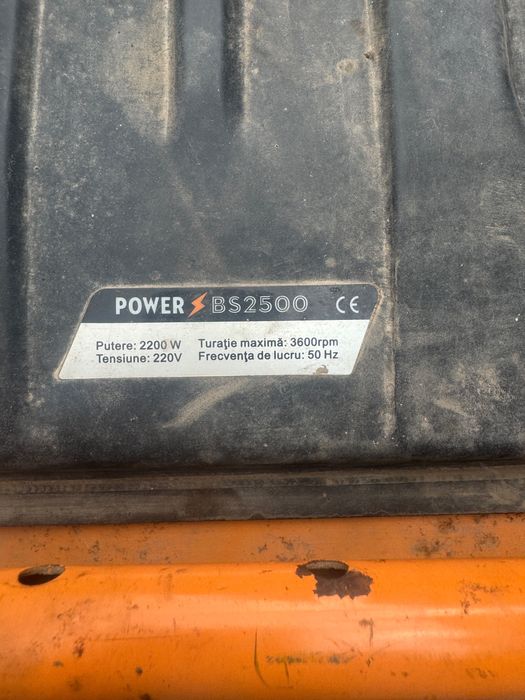 POWER BS2500 CE
Putere: 2200 W Turaţie maximă: 3600rpm
Tensiune: 220V Frecvenţa de lucru: 50 Hz